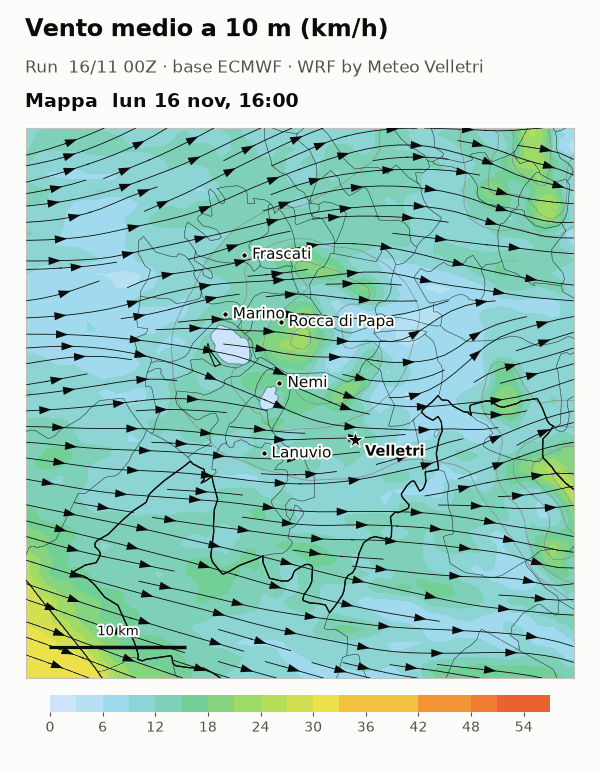 Vento medio a 10 m (km/h)
Run  16/11 00Z · base ECMWF · WRF by Meteo Velletri
Mappa  lun 16 nov, 16:00
Frascati
Marino
Rocca di Papa
Nemi
Velletri
Lanuvio
10 km
0 6 12 18 24 30 36 42 48 54